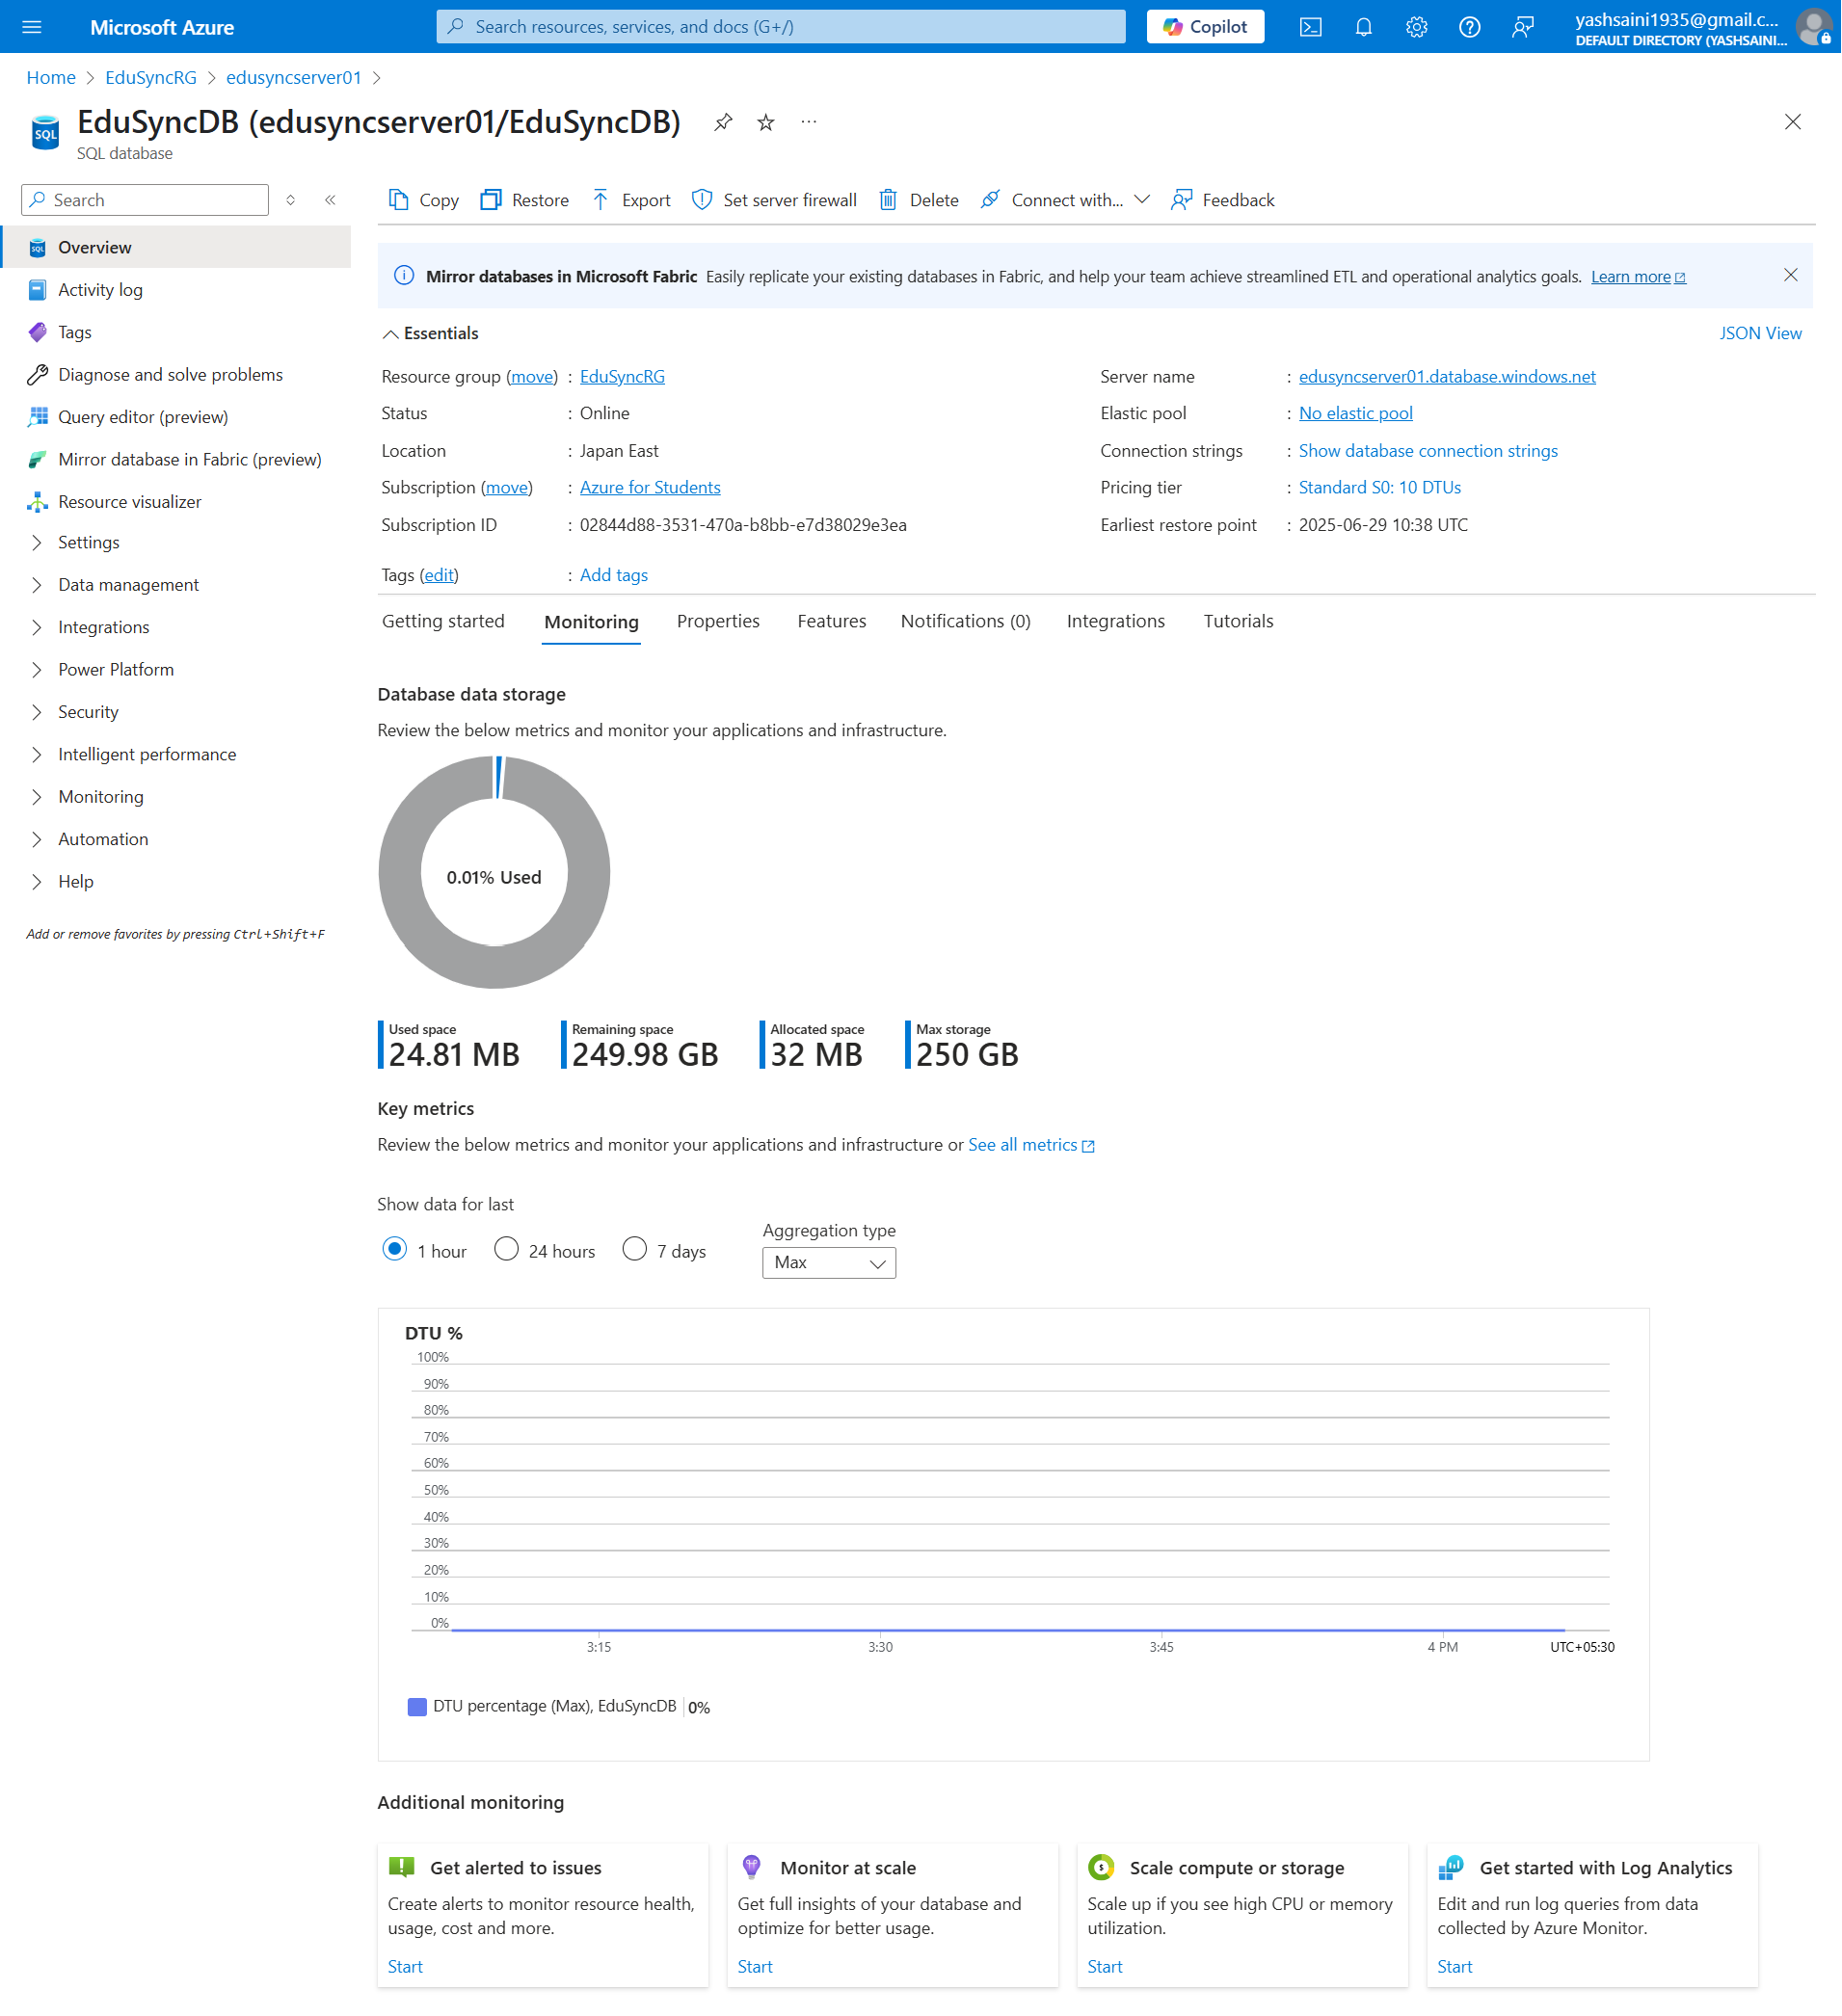 Microsoft Azure
Search resources, services, and docs (G+/)
Copilot
yashsaini1935@gmail.c...
DEFAULT DIRECTORY (YASHSAINI...
Home > EduSyncRG > edusyncserver01 >
EduSyncDB (edusyncserver01/EduSyncDB)
SQL database
Search
Overview
Activity log
Tags
Diagnose and solve problems
Query editor (preview)
Mirror database in Fabric (preview)
Resource visualizer
Settings
Data management
Integrations
Power Platform
Security
Intelligent performance
Monitoring
Automation
Help
Add or remove favorites by pressing Ctrl+Shift+F
Copy Restore Export Set server firewall Delete Connect with... Feedback
Mirror databases in Microsoft Fabric Easily replicate your existing databases in Fabric, and help your team achieve streamlined ETL and operational analytics goals. Learn more
Essentials
JSON View
Resource group (move) : EduSyncRG
Status : Online
Location : Japan East
Subscription (move) : Azure for Students
Subscription ID : 02844d88-3531-470a-b8bb-e7d38029e3ea
Server name : edusyncserver01.database.windows.net
Elastic pool : No elastic pool
Connection strings : Show database connection strings
Pricing tier : Standard S0: 10 DTUs
Earliest restore point : 2025-06-29 10:38 UTC
Tags (edit) : Add tags
Getting started Monitoring Properties Features Notifications (0) Integrations Tutorials
Database data storage
Review the below metrics and monitor your applications and infrastructure.
0.01% Used
Used space
24.81 MB
Remaining space
249.98 GB
Allocated space
32 MB
Max storage
250 GB
Key metrics
Review the below metrics and monitor your applications and infrastructure or See all metrics
Show data for last
1 hour 24 hours 7 days
Aggregation type
Max
DTU %
100%
90%
80%
70%
60%
50%
40%
30%
20%
10%
0%
3:15 3:30 3:45 4 PM UTC+05:30
DTU percentage (Max), EduSyncDB 0%
Additional monitoring
Get alerted to issues
Create alerts to monitor resource health,
usage, cost and more.
Start
Monitor at scale
Get full insights of your database and
optimize for better usage.
Start
Scale compute or storage
Scale up if you see high CPU or memory
utilization.
Start
Get started with Log Analytics
Edit and run log queries from data
collected by Azure Monitor.
Start